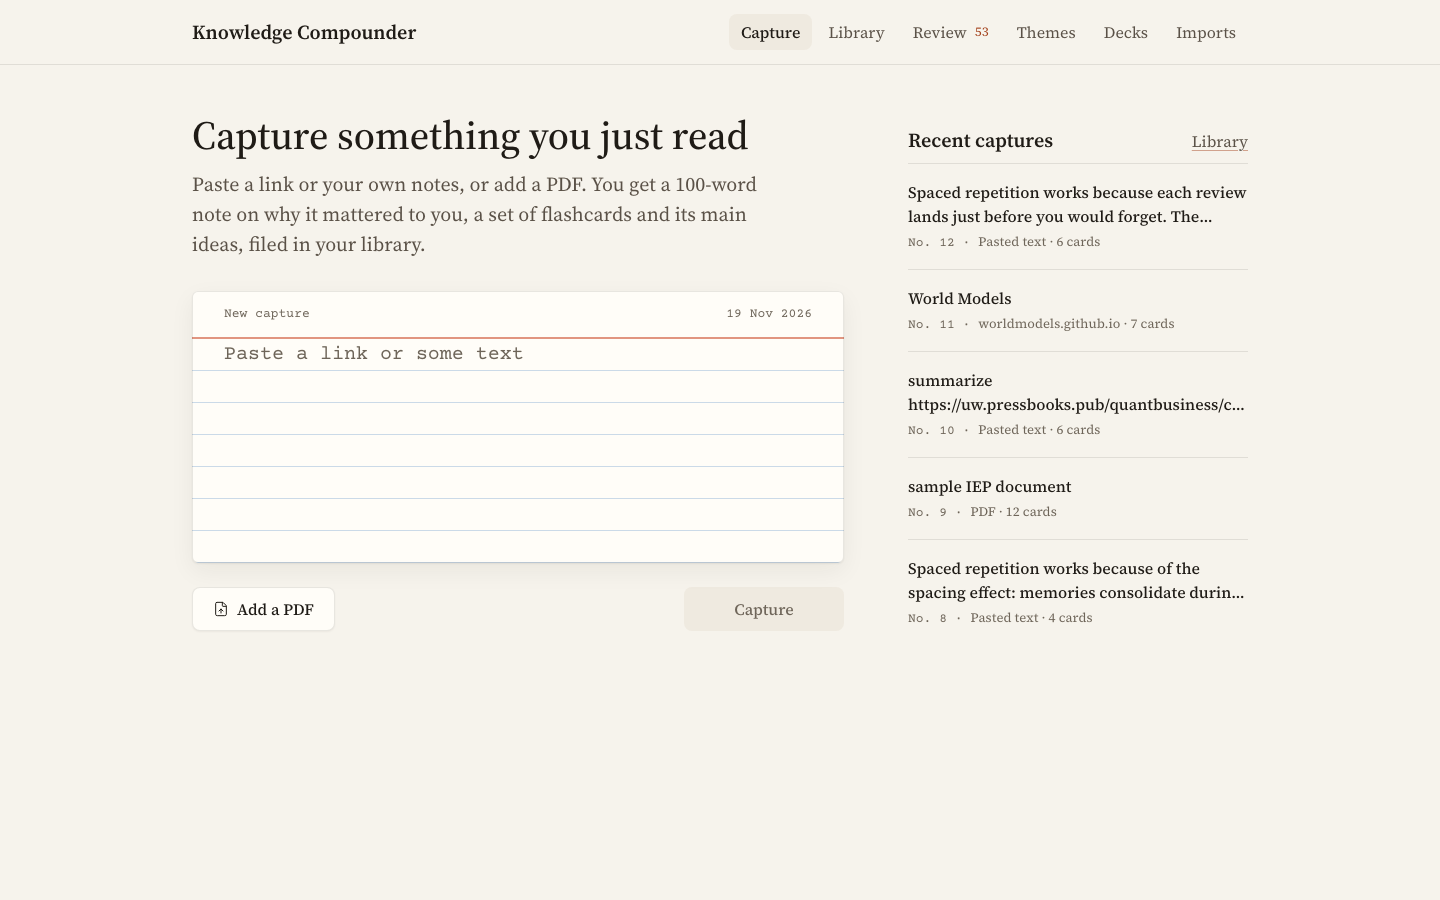 Knowledge Compounder
Capture
Library
Review 53
Themes
Decks
Imports
Capture something you just read
Paste a link or your own notes, or add a PDF. You get a 100-word
note on why it mattered to you, a set of flashcards and its main
ideas, filed in your library.
New capture
19 Nov 2026
Paste a link or some text
Add a PDF
Capture
Recent captures
Library
Spaced repetition works because each review
lands just before you would forget. The...
No. 12 · Pasted text · 6 cards
World Models
No. 11 · worldmodels.github.io · 7 cards
summarize
https://uw.pressbooks.pub/quantbusiness/c...
No. 10 · Pasted text · 6 cards
sample IEP document
No. 9 · PDF · 12 cards
Spaced repetition works because of the
spacing effect: memories consolidate durin...
No. 8 · Pasted text · 4 cards